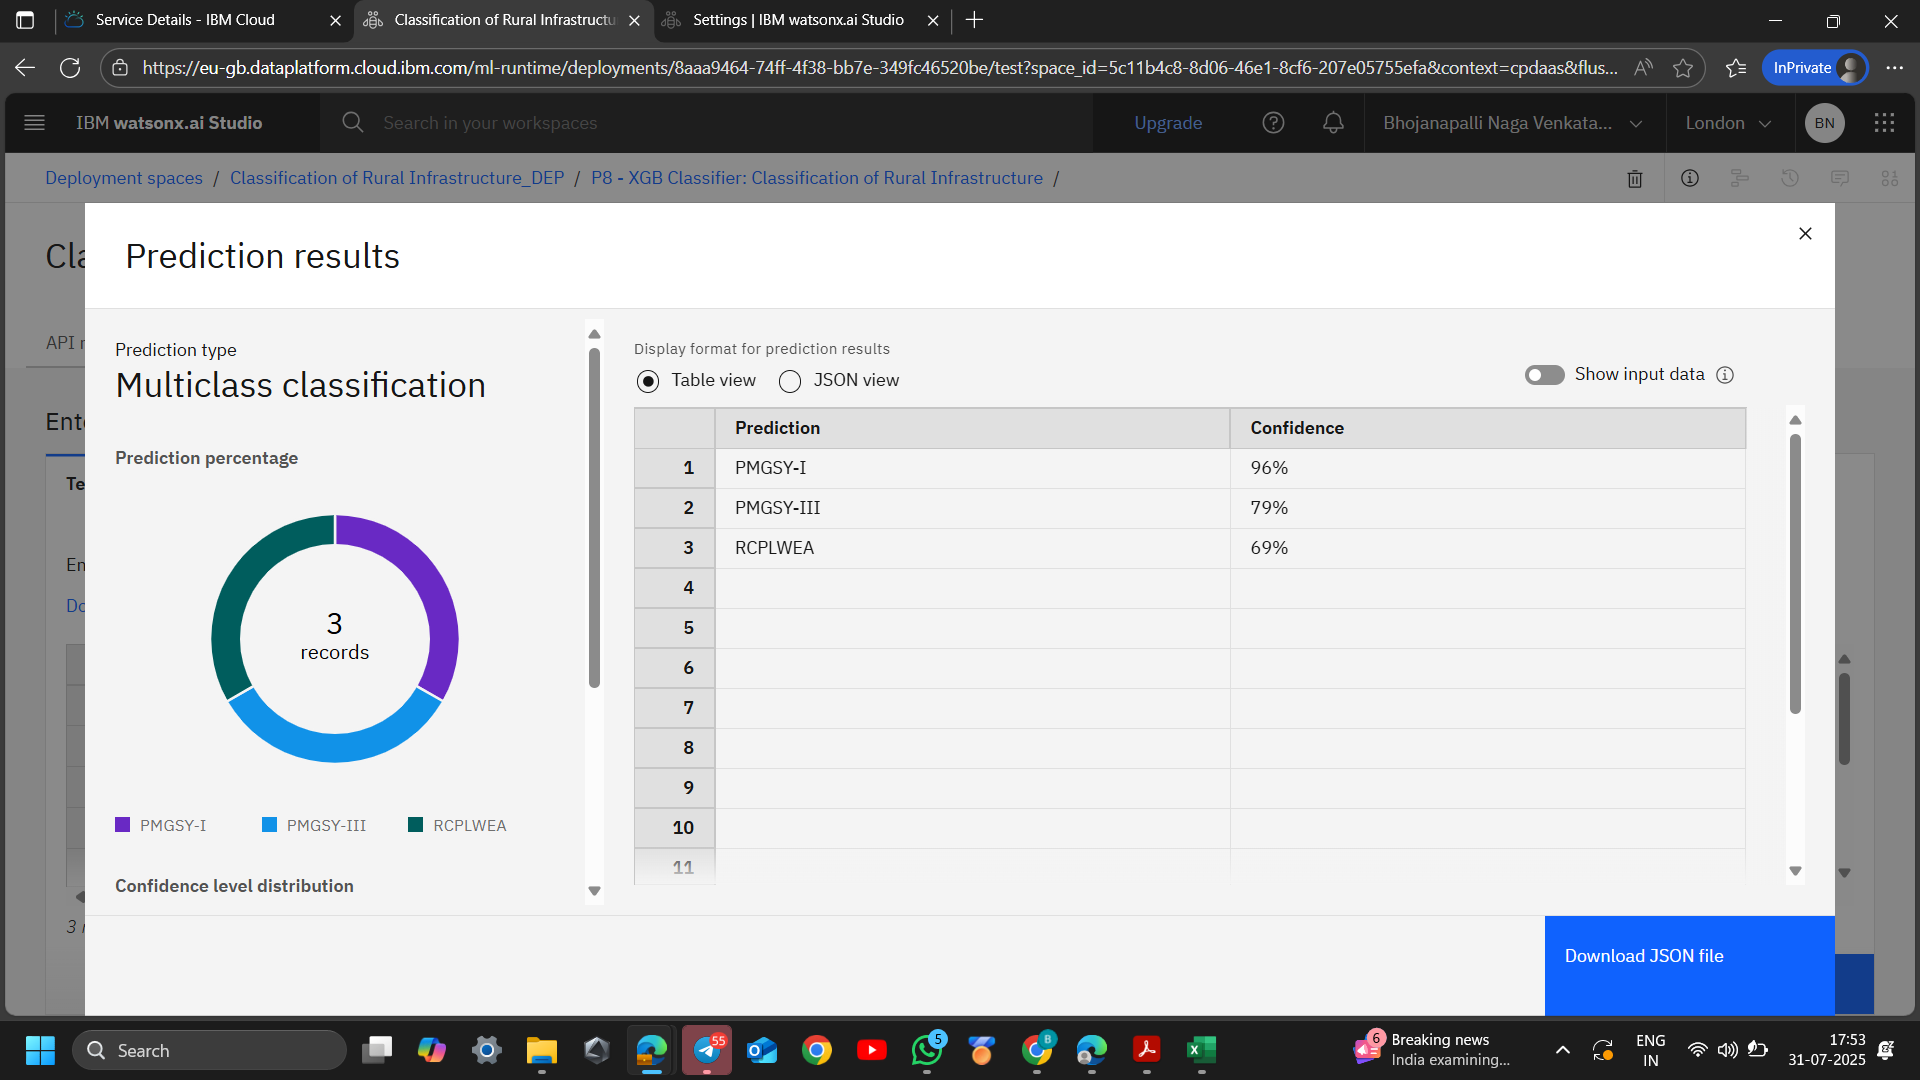 Service Details - IBM Cloud
Classification of Rural Infrastructu
Settings | IBM watsonx.ai Studio
https://eu-gb.dataplatform.cloud.ibm.com/ml-runtime/deployments/8aaa9464-74ff-4f38-bb7e-349fc46520be/test?space_id=5c11b4c8-8d06-46e1-8cf6-207e05755efa&context=cpdaas&flus...
InPrivate
IBM watsonx.ai Studio
Search in your workspaces
Upgrade
Bhojanapalli Naga Venkata...
London
BN
Deployment spaces / Classification of Rural Infrastructure_DEP / P8 - XGB Classifier: Classification of Rural Infrastructure /
Cla
API r
Ente
Te
En
Do
3 r
Prediction results
Prediction type
Multiclass classification
Prediction percentage
3
records
PMGSY-I
PMGSY-III
RCPLWEA
Confidence level distribution
Display format for prediction results
Table view
JSON view
Show input data
Prediction Confidence
1 PMGSY-I 96%
2 PMGSY-III 79%
3 RCPLWEA 69%
4
5
6
7
8
9
10
11
Download JSON file
Search
55
5
B
6
Breaking news
India examining...
ENG
IN
17:53
31-07-2025